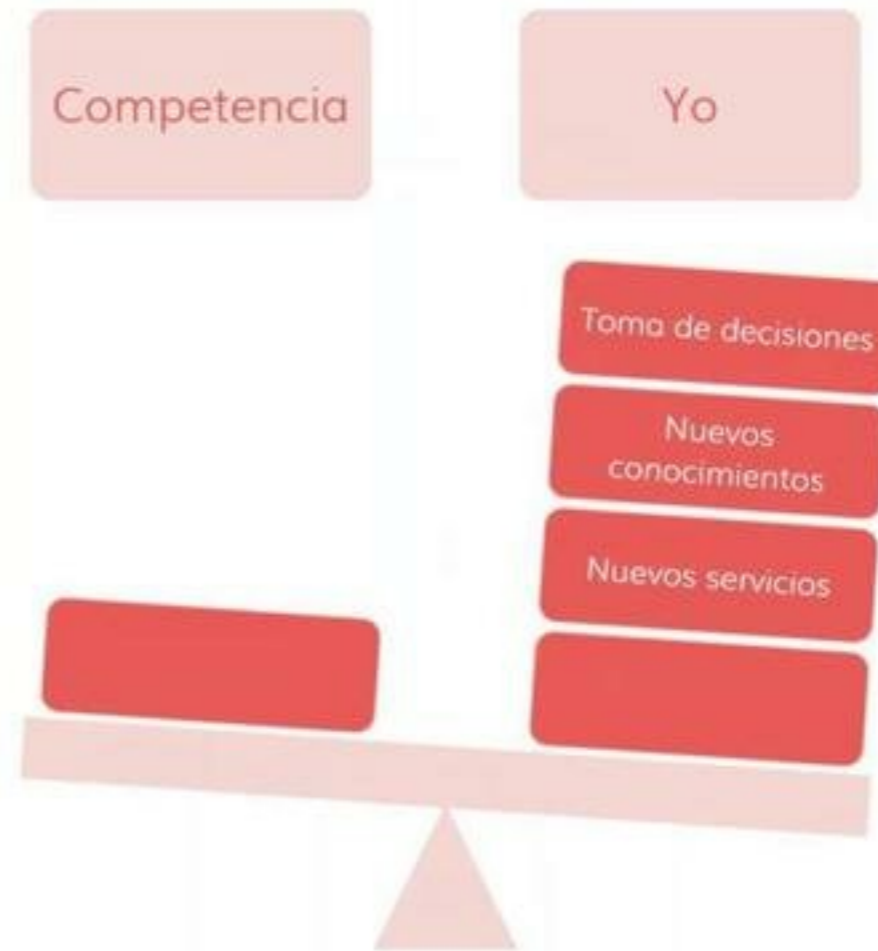 Competencia
Yo
Toma de decisiones
Nuevos
conocimientos
Nuevos servicios